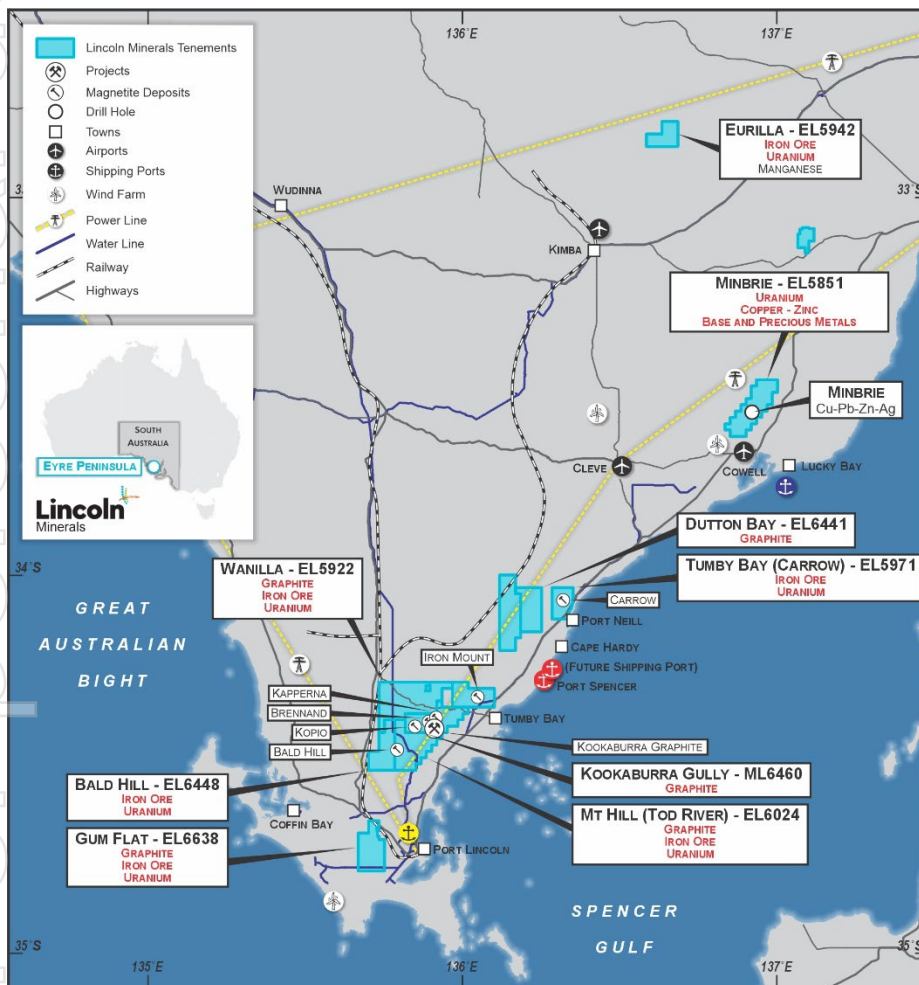 136°E
137°E
Lincoln Minerals Tenements
Projects
Magnetite Deposits
Drill Hole
Towns
Airports
Shipping Ports
Wind Farm
Power Line
Water Line
Railway
Highways
33°S
EURILLA - EL5942
IRON ORE
URANIUM
MANGANESE
WUDINNA
KIMBA
MINBRIE - EL5851
URANIUM
COPPER - ZINC
BASE AND PRECIOUS METALS
MINBRIE
Cu-Pb-Zn-Ag
SOUTH
AUSTRALIA
EYRE PENINSULA
Lincoln
Minerals
CLEVE
COWELL
LUCKY BAY
DUTTON BAY - EL6441
GRAPHITE
34°S
34°S
WANILLA - EL5922
GRAPHITE
IRON ORE
URANIUM
TUMBY BAY (CARROW) - EL5971
IRON ORE
URANIUM
CARROW
PORT NEILL
GREAT
AUSTRALIAN
BIGHT
IRON MOUNT
CAPE HARDY
(FUTURE SHIPPING PORT)
PORT SPENCER
KAPPERNA
BRENNAND
KOPIO
BALD HILL
TUMBY BAY
KOOKABURRA GRAPHITE
KOOKABURRA GULLY - ML6460
GRAPHITE
BALD HILL - EL6448
IRON ORE
URANIUM
MT HILL (TOD RIVER) - EL6024
GRAPHITE
IRON ORE
URANIUM
COFFIN BAY
GUM FLAT - EL6638
GRAPHITE
IRON ORE
URANIUM
PORT LINCOLN
SPENCER
GULF
35°S
35°S
135°E
136°E
137°E